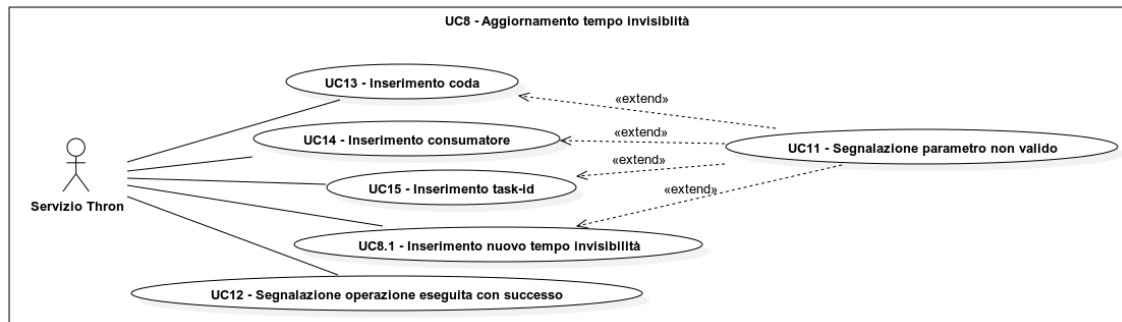 UC8 - Aggiornamento tempo invisiblità
UC13 - Inserimento coda
«extend»
UC14 - Inserimento consumatore
«extend»
UC11 - Segnalazione parametro non valido
«extend»
UC15 - Inserimento task-id
«extend»
Servizio Thron
UC8.1 - Inserimento nuovo tempo invisibilità
UC12 - Segnalazione operazione eseguita con successo